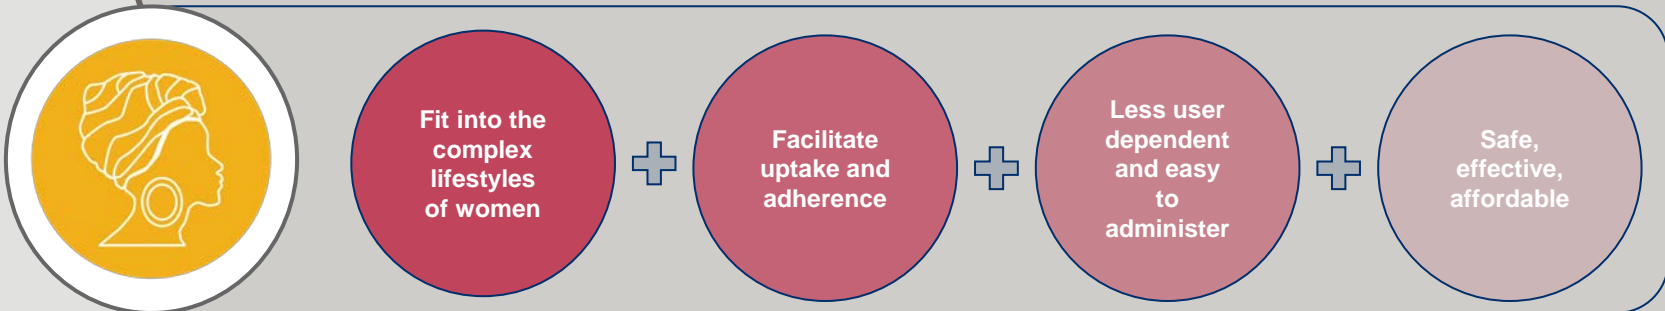 Fit into the
complex
lifestyles
of women
Facilitate
uptake and
adherence
Less user
dependent
and easy
to
administer
Safe,
effective,
affordable